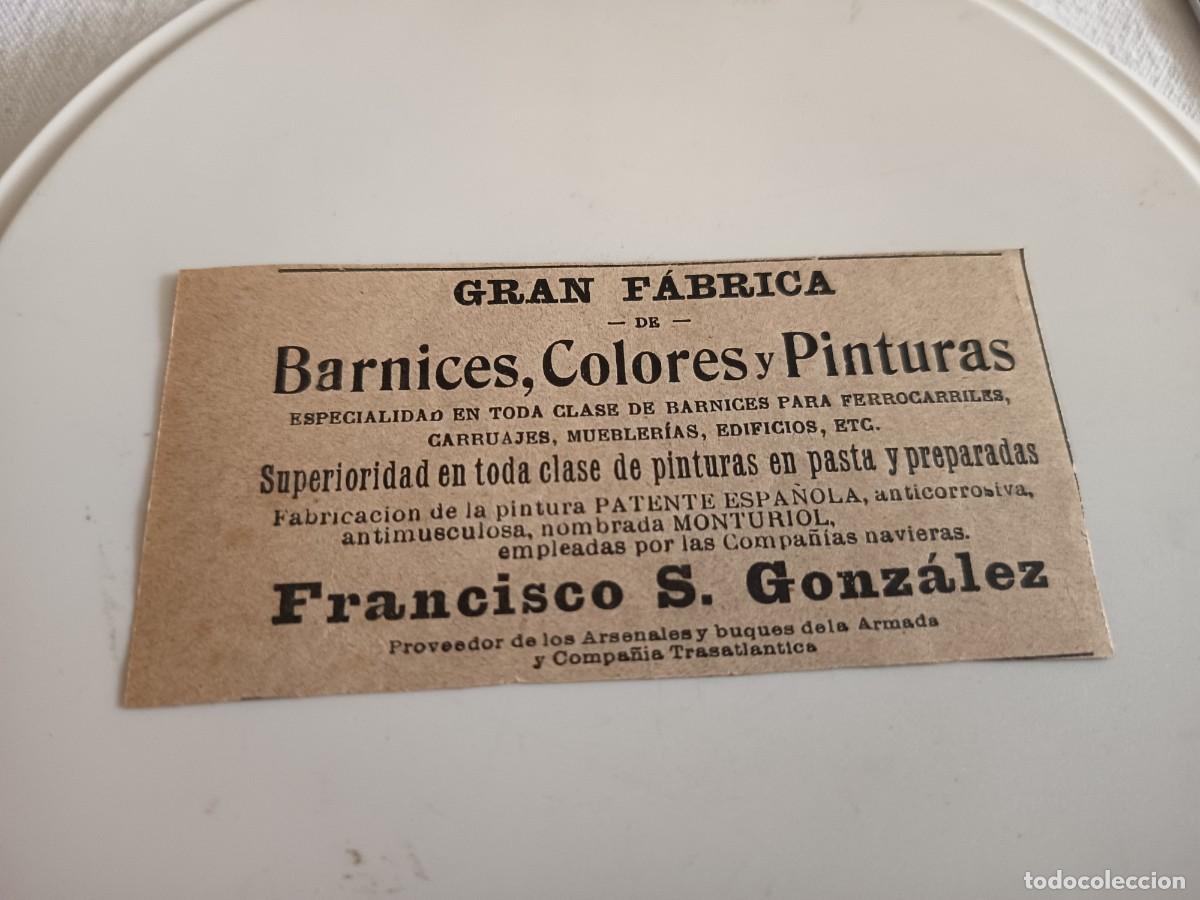 GRAN FÁBRICA
— DE —
Barnices, Colores y Pinturas
ESPECIALIDAD EN TODA CLASE DE BARNICES PARA FERROCARRILES,
CARRUAJES, MUEBLERÍAS, EDIFICIOS, ETC.
Superioridad en toda clase de pinturas en pasta y preparadas
Fabricacion de la pintura PATENTE ESPAÑOLA, anticorrosiva,
antimusculosa, nombrada MONTURIOL,
empleadas por las Compañías navieras.
Francisco S. González
Proveedor de los Arsenales y buques dela Armada
y Compañia Trasatlantica
todocoleccion